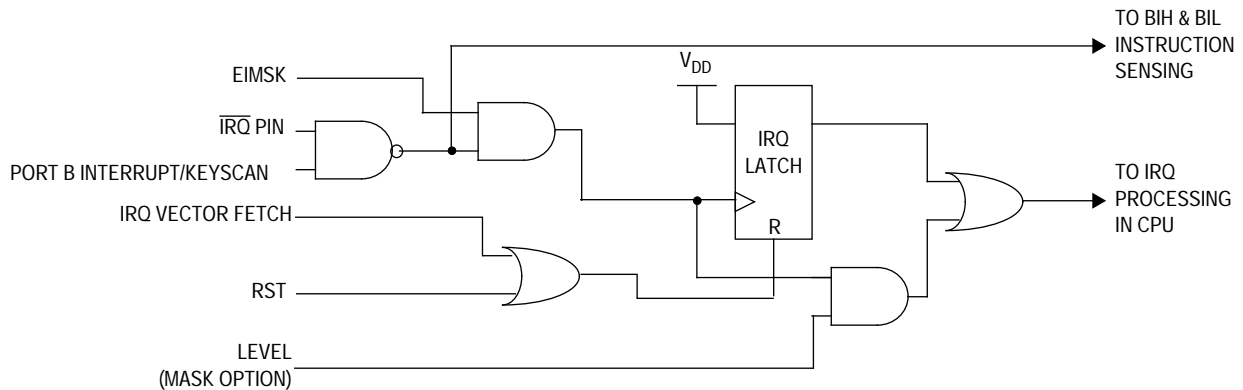 TO BIH & BIL
INSTRUCTION
SENSING
VDD
EIMSK
IRQ PIN
IRQ
LATCH
PORT B INTERRUPT/KEYSCAN
TO IRQ
PROCESSING
IN CPU
IRQ VECTOR FETCH
R
RST
LEVEL
(MASK OPTION)